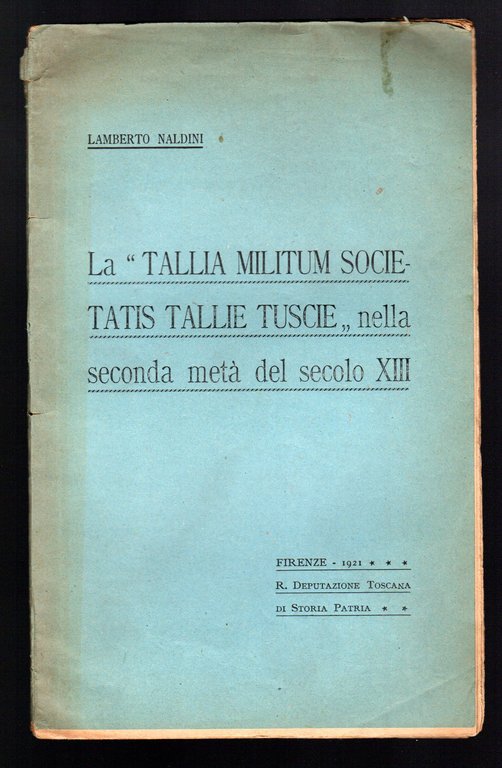 LAMBERTO NALDINI
La “ TALLIA MILITUM SOCIE-
TATIS TALLIE TUSCIE „ nella
seconda metà del secolo XIII
FIRENZE - 1921 * * *
R. DEPUTAZIONE TOSCANA
DI STORIA PATRIA * *